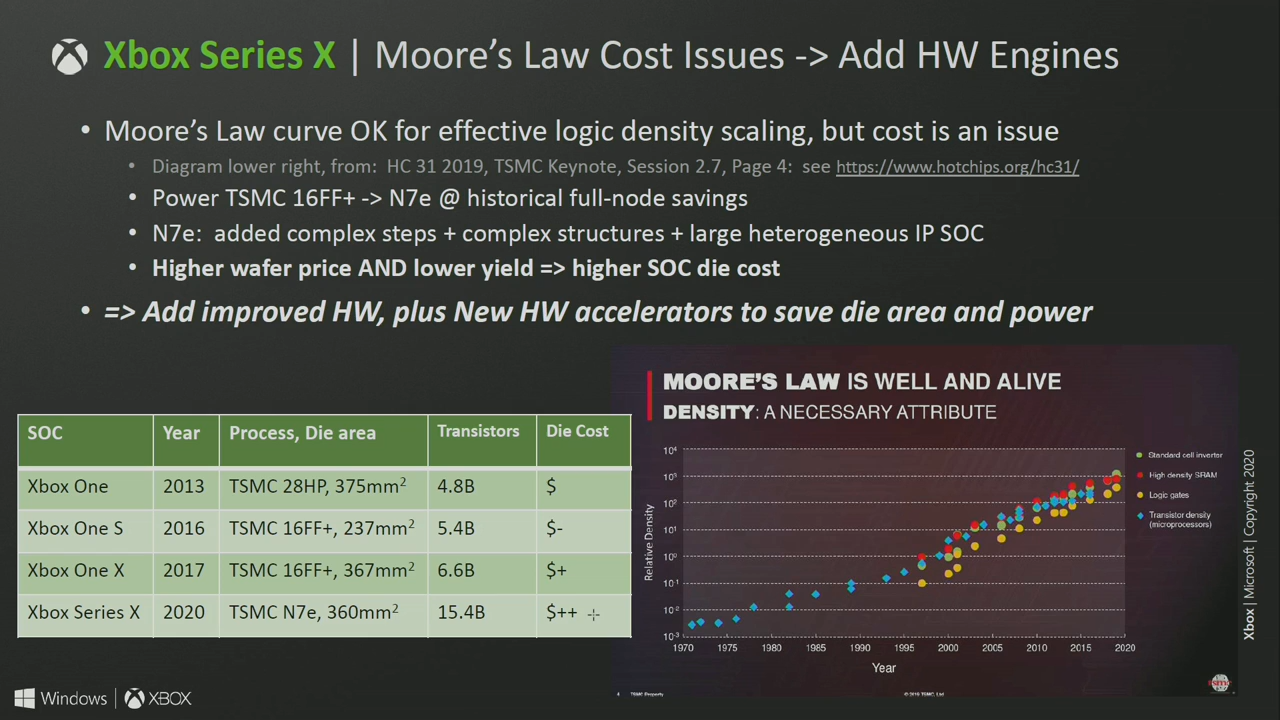 Xbox Series X | Moore's Law Cost Issues -> Add HW Engines
• Moore's Law curve OK for effective logic density scaling, but cost is an issue
• Diagram lower right, from: HC 31 2019, TSMC Keynote, Session 2.7, Page 4: see https://www.hotchips.org/hc31/
• Power TSMC 16FF+ -> N7e @ historical full-node savings
• N7e: added complex steps + complex structures + large heterogeneous IP SOC
• Higher wafer price AND lower yield => higher SOC die cost
• => Add improved HW, plus New HW accelerators to save die area and power
SOC Year Process, Die area Transistors Die Cost
Xbox One 2013 TSMC 28HP, 375mm² 4.8B $
Xbox One S 2016 TSMC 16FF+, 237mm² 5.4B $-
Xbox One X 2017 TSMC 16FF+, 367mm² 6.6B $+
Xbox Series X 2020 TSMC N7e, 360mm² 15.4B $++
MOORE'S LAW IS WELL AND ALIVE
DENSITY: A NECESSARY ATTRIBUTE
Relative Density
10⁴
10³
10²
10¹
10⁰
10⁻¹
10⁻²
10⁻³
1970 1975 1980 1985 1990 1995 2000 2005 2010 2015 2020
Year
Standard cell inverter
High density SRAM
Logic gates
Transistor density
(microprocessors)
4 TSMC Property
© 2019 TSMC, Ltd
Xbox | Microsoft | Copyright 2020
Windows | XBOX